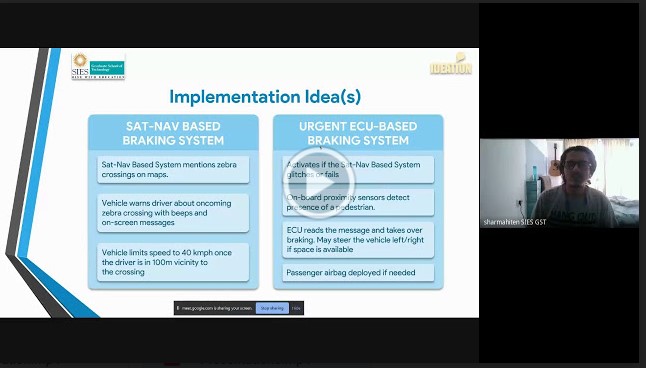 SIES
Graduate School of
Technology
RISE WITH EDUCATION
IDEATION
Implementation Idea(s)
SAT-NAV BASED
BRAKING SYSTEM
Sat-Nav Based System mentions zebra
crossings on maps.
Vehicle warns driver about oncoming
zebra crossing with beeps and
on-screen messages
Vehicle limits speed to 40 kmph once
the driver is in 100m vicinity to
the crossing
URGENT ECU-BASED
BRAKING SYSTEM
Activates if the Sat-Nav Based System
glitches or fails
On-board proximity sensors detect
presence of a pedestrian.
ECU reads the message and takes over
braking. May steer the vehicle left/right
if space is available
Passenger airbag deployed if needed
meet.google.com is sharing your screen.
Stop sharing
Hide
sharmahiten SIES GST